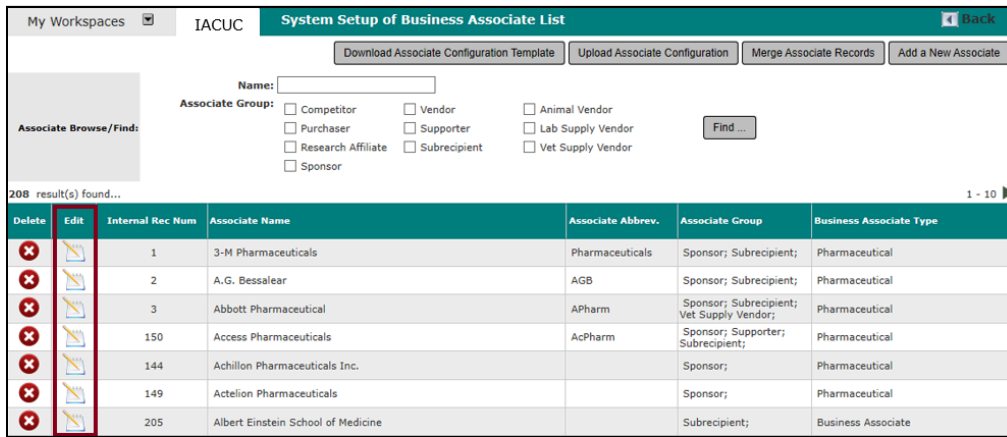 My Workspaces IACUC System Setup of Business Associate List Back
Download Associate Configuration Template Upload Associate Configuration Merge Associate Records Add a New Associate
Name:
Associate Group: Competitor Vendor Animal Vendor
Associate Browse/Find: Purchaser Supporter Lab Supply Vendor Find ...
Research Affiliate Subrecipient Vet Supply Vendor
Sponsor
208 result(s) found... 1 - 10
Delete Edit Internal Rec Num Associate Name Associate Abbrev. Associate Group Business Associate Type
1 3-M Pharmaceuticals Pharmaceuticals Sponsor; Subrecipient; Pharmaceutical
2 A.G. Bessalear AGB Sponsor; Subrecipient; Pharmaceutical
3 Abbott Pharmaceutical APharm Sponsor; Subrecipient; Vet Supply Vendor; Pharmaceutical
150 Access Pharmaceuticals AcPharm Sponsor; Supporter; Subrecipient; Pharmaceutical
144 Achillon Pharmaceuticals Inc. Sponsor; Pharmaceutical
149 Actelion Pharmaceuticals Sponsor; Pharmaceutical
205 Albert Einstein School of Medicine Subrecipient; Business Associate